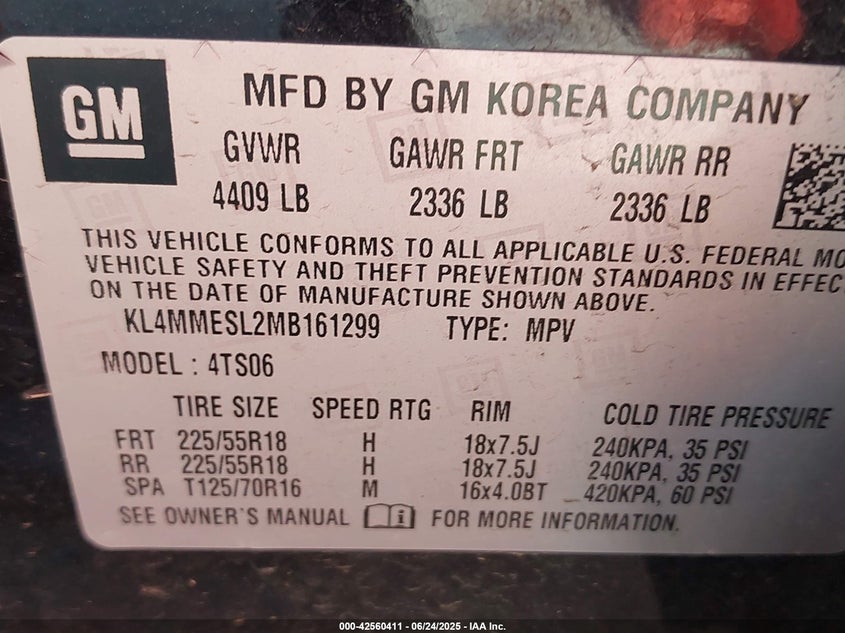 GM
MFD BY GM KOREA COMPANY
GVWR GAWR FRT GAWR RR
4409 LB 2336 LB 2336 LB
THIS VEHICLE CONFORMS TO ALL APPLICABLE U.S. FEDERAL MO
VEHICLE SAFETY AND THEFT PREVENTION STANDARDS IN EFFEC
ON THE DATE OF MANUFACTURE SHOWN ABOVE.
KL4MMESL2MB161299 TYPE: MPV
MODEL : 4TS06
TIRE SIZE SPEED RTG RIM COLD TIRE PRESSURE
FRT 225/55R18 H 18x7.5J 240KPA, 35 PSI
RR 225/55R18 H 18x7.5J 240KPA, 35 PSI
SPA T125/70R16 M 16x4.0BT 420KPA, 60 PSI
SEE OWNER'S MANUAL i FOR MORE INFORMATION.
000-42560411 - 06/24/2025 - IAA Inc.